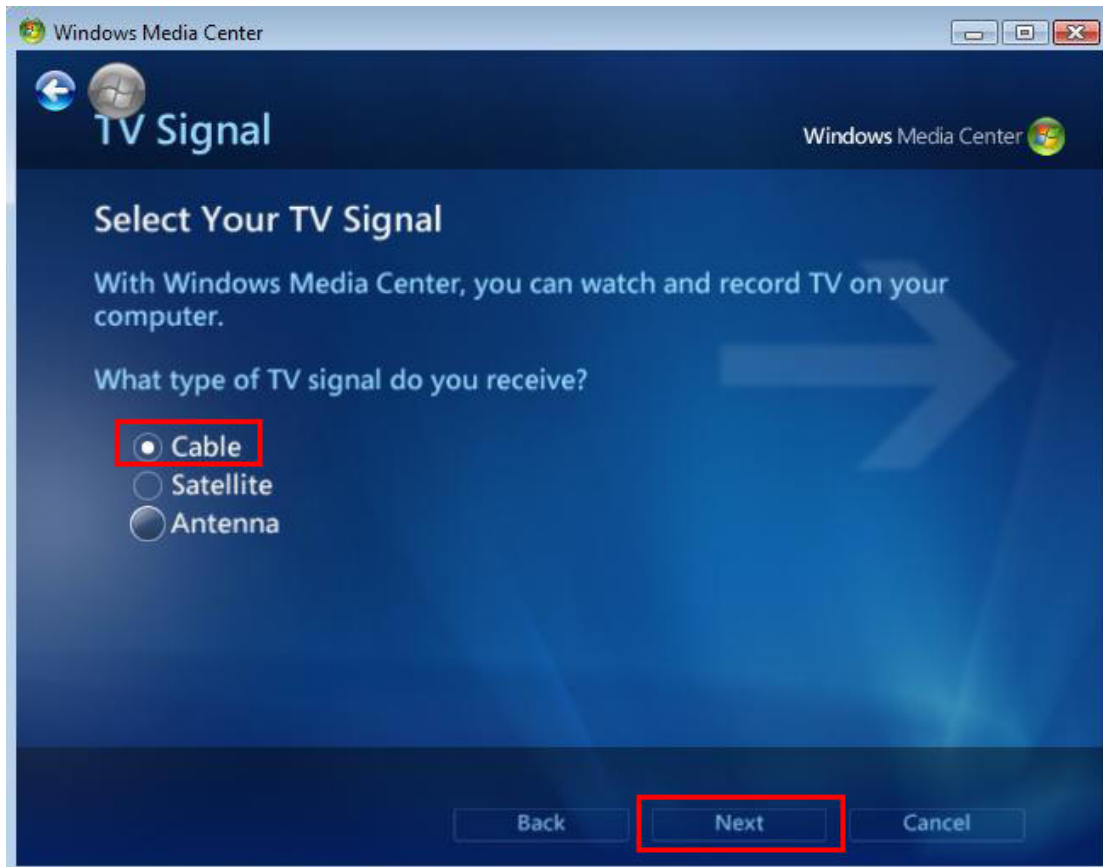 Windows Media Center
TV Signal
Windows Media Center
Select Your TV Signal
With Windows Media Center, you can watch and record TV on your
computer.
What type of TV signal do you receive?
Cable
Satellite
Antenna
Back Next Cancel